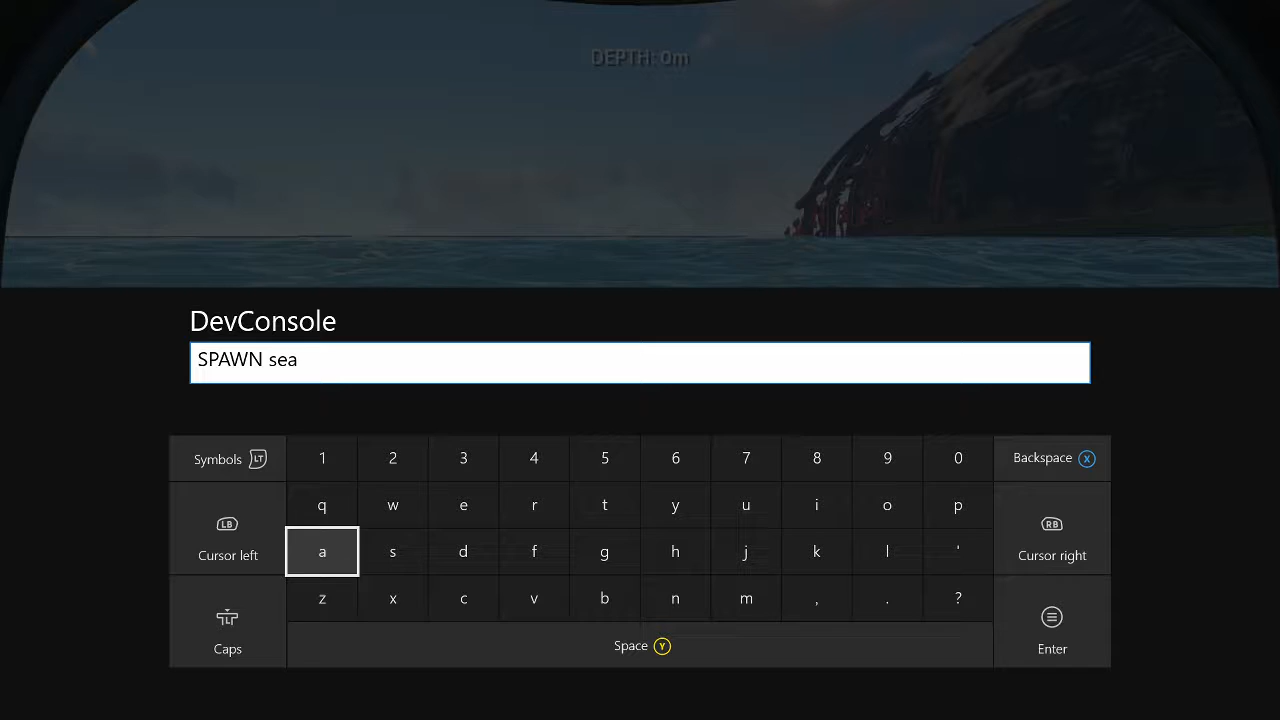 DEPTH: 0m
DevConsole
SPAWN sea
Symbols LT 1 2 3 4 5 6 7 8 9 0 Backspace X
q w e r t y u i o p
LB RB
Cursor left a s d f g h j k l ' Cursor right
z x c v b n m , . ?
Caps Space Y Enter